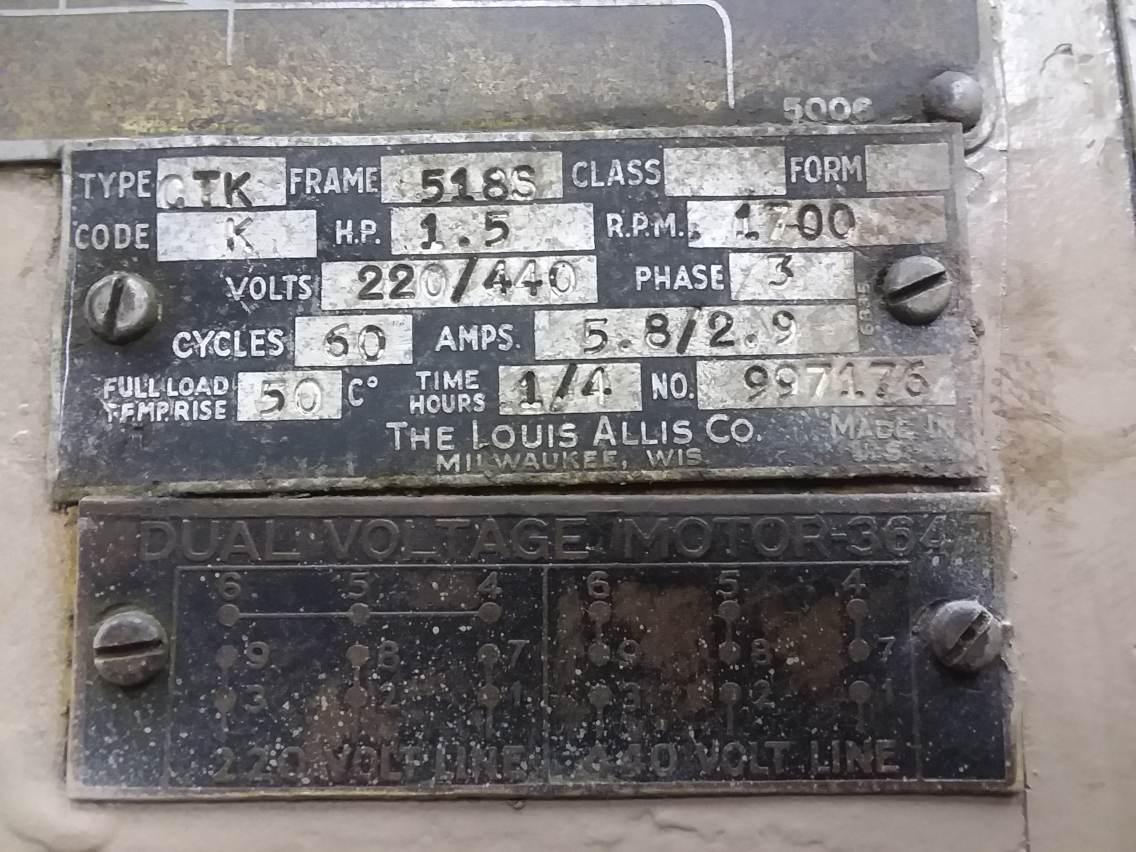 5006
TYPE QTK FRAME 518S CLASS FORM
CODE K H.P. 1.5 R.P.M. 1700
VOLTS 220/440 PHASE 3
CYCLES 60 AMPS. 5.8/2.9
FULL LOAD TEMP. RISE 50 C° TIME HOURS 1/4 NO. 997176
THE LOUIS ALLIS CO. MADE IN
MILWAUKEE, WIS U.S.
DUAL VOLTAGE MOTOR-364
6 5 4 6 5 4
9 8 7 9 8 7
3 2 1 3 2 1
220 VOLT LINE 440 VOLT LINE